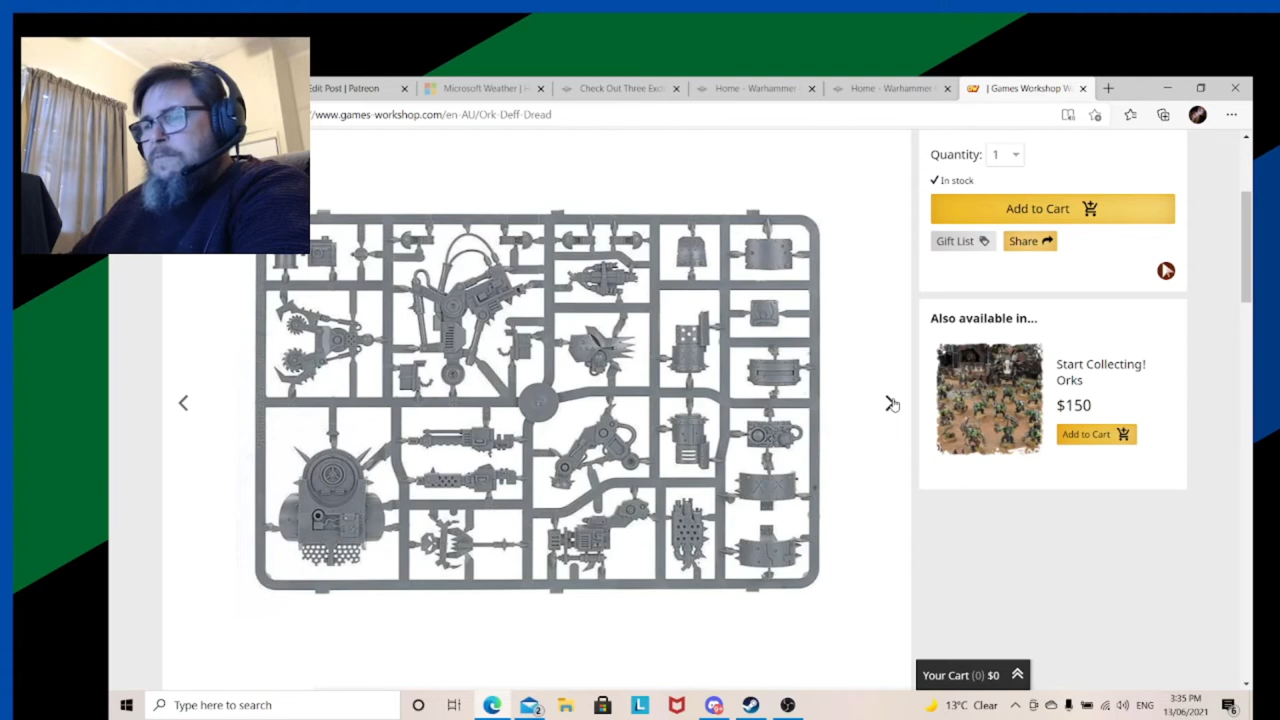 Edit Post | Patreon
Microsoft Weather | H
Check Out Three Exc
Home - Warhammer
Home - Warhammer
| Games Workshop W
//www.games-workshop.com/en-AU/Ork-Deff-Dread
Quantity: 1
In stock
Add to Cart
Gift List
Share
Also available in...
Start Collecting!
Orks
$150
Add to Cart
Your Cart (0) $0
Type here to search
13°C Clear
ENG
3:35 PM
13/06/2021